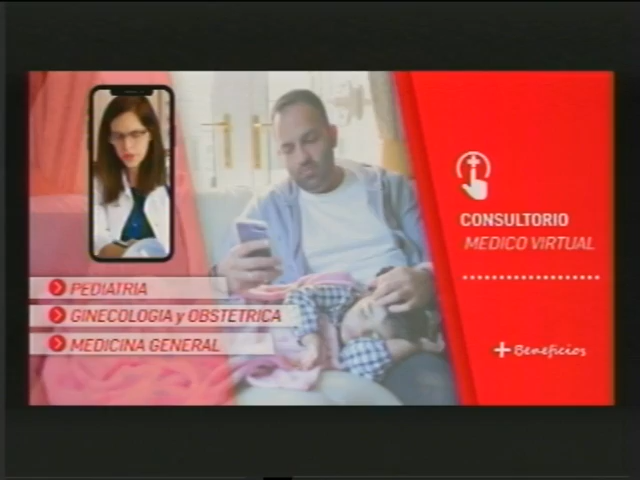 PEDIATRIA
GINECOLOGIA y OBSTETRICA
MEDICINA GENERAL
CONSULTORIO
MEDICO VIRTUAL
+ Beneficios